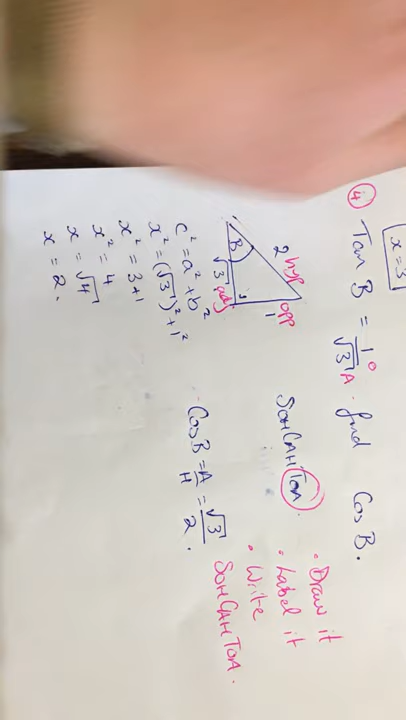 x=3
④ Tan B = 1/√3 O A. find Cos B.
2 hyp
opp
1
B
√3 (adj)
SOHCAHTOA.
• Draw it
• Label it
• Write
SOHCAHTOA.
c² = a² + b²
x² = (√3)² + 1²
x² = 3+1
x² = 4
x = √4
x = 2.
Cos B = A/H = √3/2.